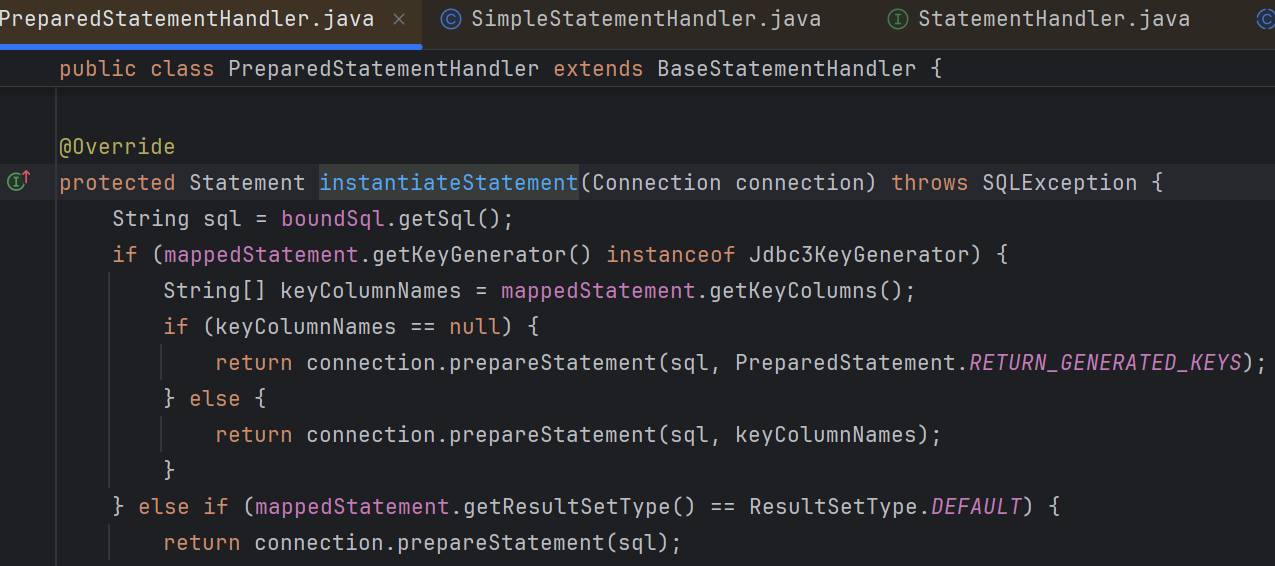 PreparedStatementHandler.java × SimpleStatementHandler.java StatementHandler.java
public class PreparedStatementHandler extends BaseStatementHandler {
@Override
protected Statement instantiateStatement(Connection connection) throws SQLException {
String sql = boundSql.getSql();
if (mappedStatement.getKeyGenerator() instanceof Jdbc3KeyGenerator) {
String[] keyColumnNames = mappedStatement.getKeyColumns();
if (keyColumnNames == null) {
return connection.prepareStatement(sql, PreparedStatement.RETURN_GENERATED_KEYS);
} else {
return connection.prepareStatement(sql, keyColumnNames);
}
} else if (mappedStatement.getResultSetType() == ResultSetType.DEFAULT) {
return connection.prepareStatement(sql);